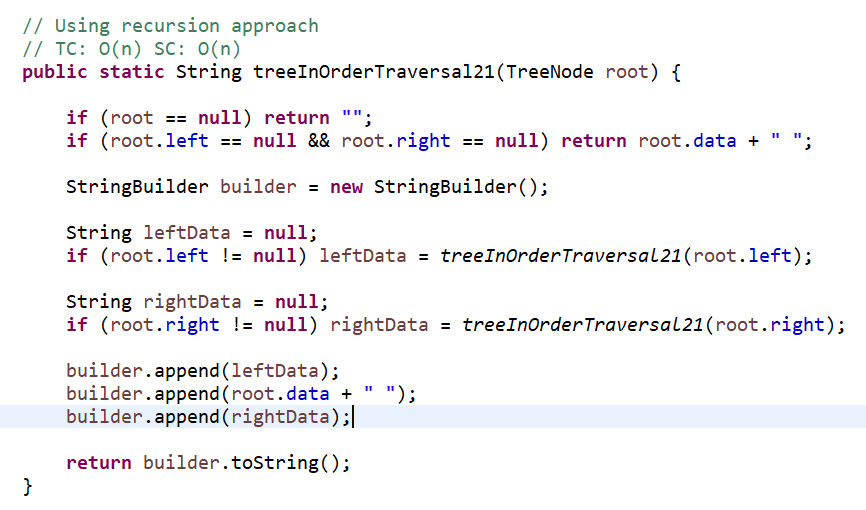 // Using recursion approach
// TC: O(n) SC: O(n)
public static String treeInOrderTraversal21(TreeNode root) {
if (root == null) return "";
if (root.left == null && root.right == null) return root.data + " ";
StringBuilder builder = new StringBuilder();
String leftData = null;
if (root.left != null) leftData = treeInOrderTraversal21(root.left);
String rightData = null;
if (root.right != null) rightData = treeInOrderTraversal21(root.right);
builder.append(leftData);
builder.append(root.data + " ");
builder.append(rightData);
return builder.toString();
}